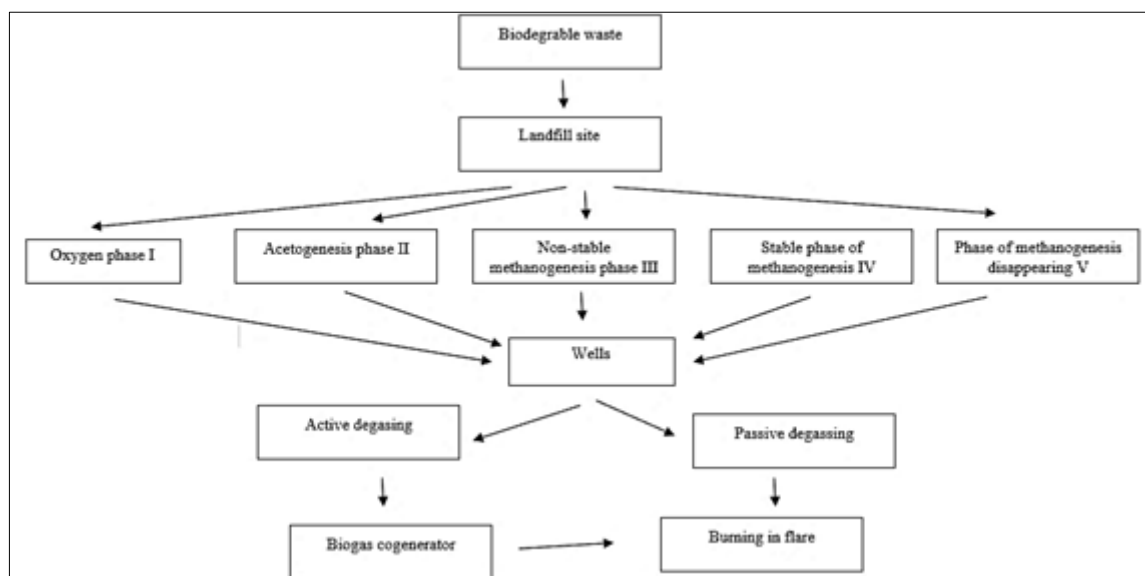 Biodegrable waste
Landfill site
Oxygen phase I
Acetogenesis phase II
Non-stable
methanogenesis phase III
Stable phase of
methanogenesis IV
Phase of methanogenesis
disappearing V
Wells
Active degasing
Passive degassing
Biogas cogenerator
Burning in flare